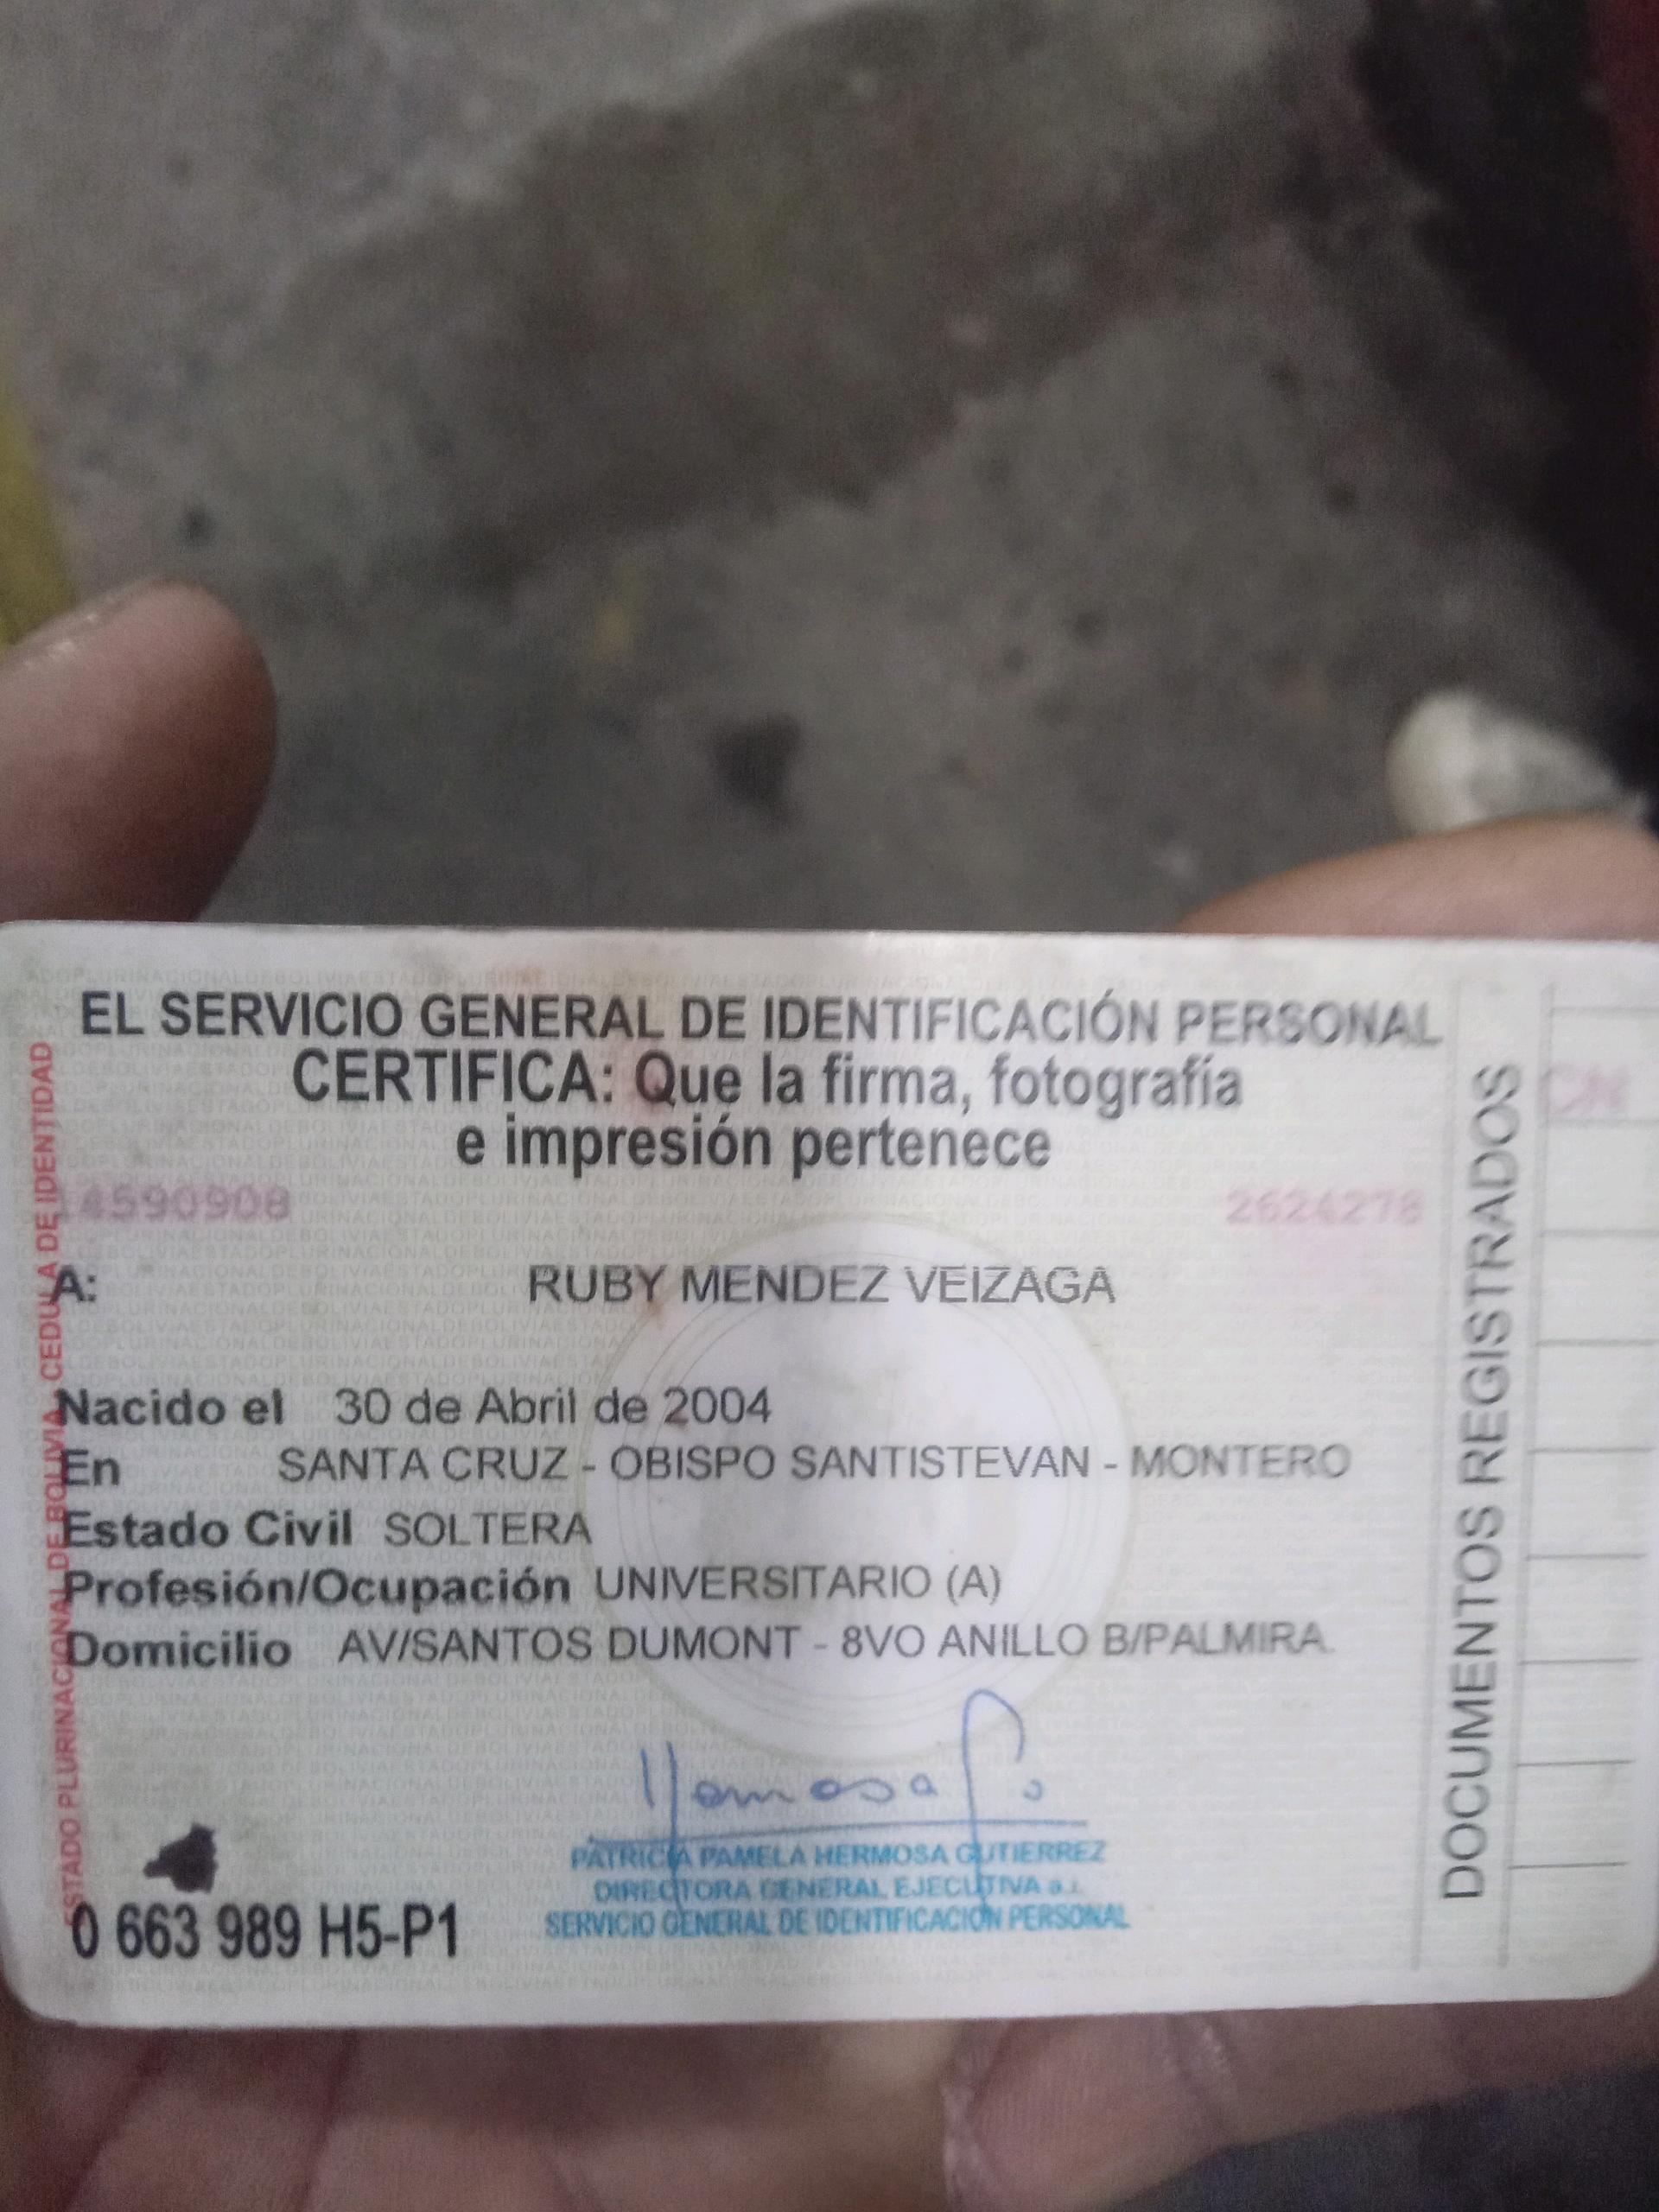 EL SERVICIO GENERAL DE IDENTIFICACIÓN PERSONAL
CERTIFICA: Que la firma, fotografía
e impresión pertenece
14590908 2624278
A: RUBY MENDEZ VEIZAGA
Nacido el 30 de Abril de 2004
En SANTA CRUZ - OBISPO SANTISTEVAN - MONTERO
Estado Civil SOLTERA
Profesión/Ocupación UNIVERSITARIO (A)
Domicilio AV/SANTOS DUMONT - 8VO ANILLO B/PALMIRA.
PATRICIA PAMELA HERMOSA GUTIERREZ
DIRECTORA GENERAL EJECUTIVA a.i.
SERVICIO GENERAL DE IDENTIFICACIÓN PERSONAL
0 663 989 H5-P1
ESTADO PLURINACIONAL DE BOLIVIA - CEDULA DE IDENTIDAD
DOCUMENTOS REGISTRADOS
CN